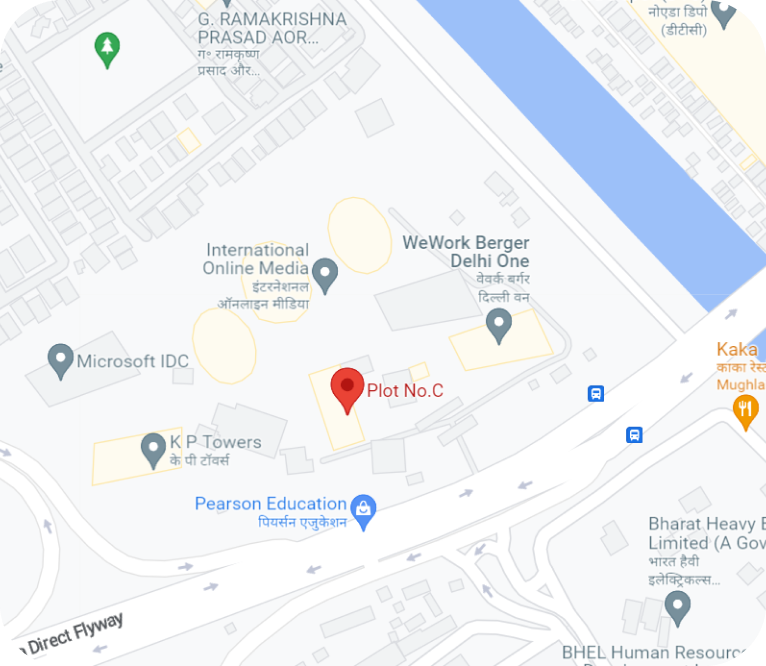 G. RAMAKRISHNA
PRASAD AOR...
ग॰ रामकृष्ण
प्रसाद और...
नोएडा डिपो
(डीटीसी)
International
Online Media
इंटरनेशनल
ऑनलाइन मीडिया
WeWork Berger
Delhi One
वेवर्क बर्गर
दिल्ली वन
Microsoft IDC
Plot No.C
Kaka
काका रेस्ट
Mughla
K P Towers
के पी टॉवर्स
Pearson Education
पियर्सन एजुकेशन
Bharat Heavy E
Limited (A Gov
भारत हैवी
इलेक्ट्रिकल्स...
Direct Flyway
BHEL Human Resource